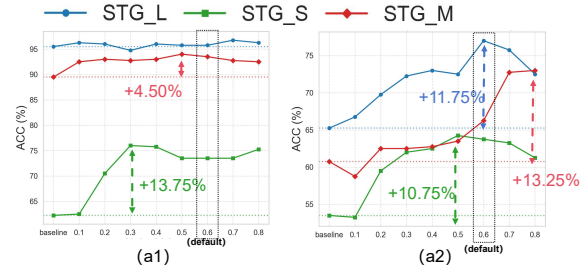 STG_L STG_S STG_M
ACC (%)
95
90
85
80
75
70
65
+4.50%
+13.75%
baseline 0.1 0.2 0.3 0.4 0.5 0.6 0.7 0.8
(default)
(a1)
ACC (%)
75
70
65
60
55
+11.75%
+10.75%
+13.25%
baseline 0.1 0.2 0.3 0.4 0.5 0.6 0.7 0.8
(default)
(a2)